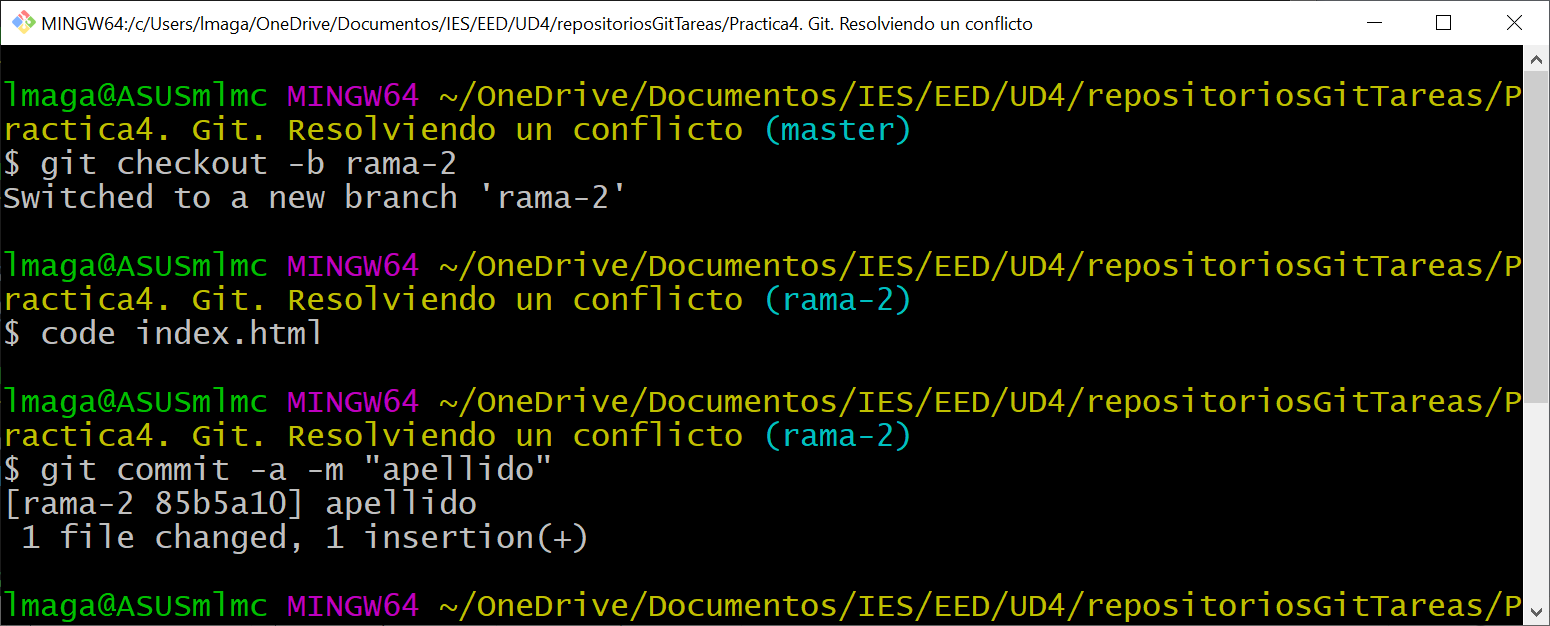 MINGW64:/c/Users/lmaga/OneDrive/Documentos/IES/EED/UD4/repositoriosGitTareas/Practica4. Git. Resolviendo un conflicto
lmaga@ASUSmlmc MINGW64 ~/OneDrive/Documentos/IES/EED/UD4/repositoriosGitTareas/P
ractica4. Git. Resolviendo un conflicto (master)
$ git checkout -b rama-2
Switched to a new branch 'rama-2'
lmaga@ASUSmlmc MINGW64 ~/OneDrive/Documentos/IES/EED/UD4/repositoriosGitTareas/P
ractica4. Git. Resolviendo un conflicto (rama-2)
$ code index.html
lmaga@ASUSmlmc MINGW64 ~/OneDrive/Documentos/IES/EED/UD4/repositoriosGitTareas/P
ractica4. Git. Resolviendo un conflicto (rama-2)
$ git commit -a -m "apellido"
[rama-2 85b5a10] apellido
 1 file changed, 1 insertion(+)
lmaga@ASUSmlmc MINGW64 ~/OneDrive/Documentos/IES/EED/UD4/repositoriosGitTareas/P